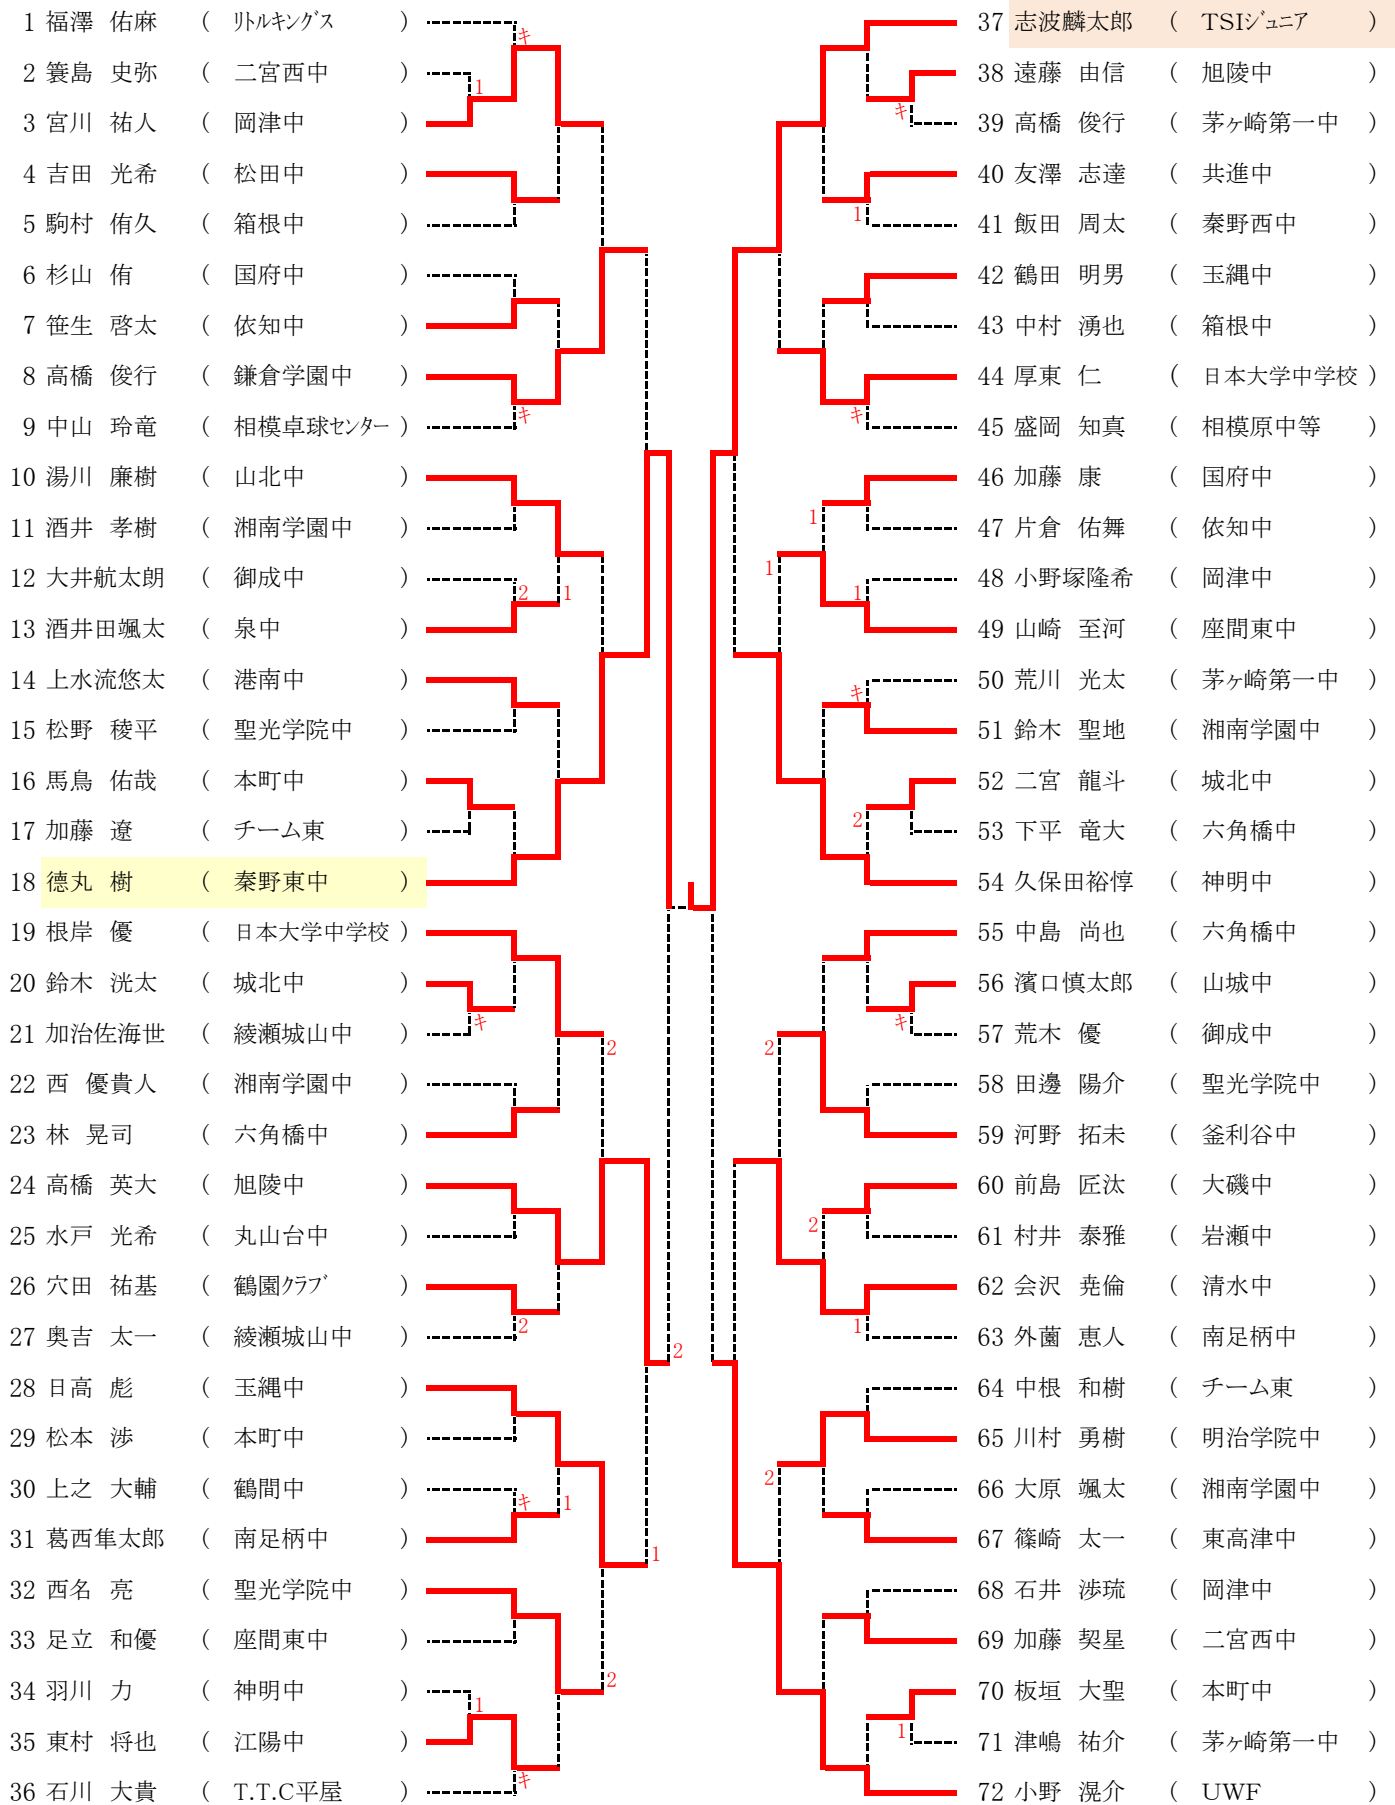 1 福澤 佑麻 ( リトルキングス )
2 簑島 史弥 ( 二宮西中 )
3 宮川 祐人 ( 岡津中 )
4 吉田 光希 ( 松田中 )
5 駒村 侑久 ( 箱根中 )
6 杉山 侑 ( 国府中 )
7 笹生 啓太 ( 依知中 )
8 高橋 俊行 ( 鎌倉学園中 )
9 中山 玲竜 ( 相模卓球センター )
10 湯川 廉樹 ( 山北中 )
11 酒井 孝樹 ( 湘南学園中 )
12 大井航太朗 ( 御成中 )
13 酒井田颯太 ( 泉中 )
14 上水流悠太 ( 港南中 )
15 松野 稜平 ( 聖光学院中 )
16 馬鳥 佑哉 ( 本町中 )
17 加藤 遼 ( チーム東 )
18 德丸 樹 ( 秦野東中 )
19 根岸 優 ( 日本大学中学校 )
20 鈴木 洸太 ( 城北中 )
21 加治佐海世 ( 綾瀬城山中 )
22 西 優貴人 ( 湘南学園中 )
23 林 晃司 ( 六角橋中 )
24 高橋 英大 ( 旭陵中 )
25 水戸 光希 ( 丸山台中 )
26 穴田 祐基 ( 鶴園クラブ )
27 奥吉 太一 ( 綾瀬城山中 )
28 日高 彪 ( 玉縄中 )
29 松本 渉 ( 本町中 )
30 上之 大輔 ( 鶴間中 )
31 葛西隼太郎 ( 南足柄中 )
32 西名 亮 ( 聖光学院中 )
33 足立 和優 ( 座間東中 )
34 羽川 力 ( 神明中 )
35 東村 将也 ( 江陽中 )
36 石川 大貴 ( T.T.C平屋 )
キ
1
キ
2
1
キ
2
2
2
キ
1
1
2
1
キ
37 志波麟太郎 ( TSIジュニア )
38 遠藤 由信 ( 旭陵中 )
39 高橋 俊行 ( 茅ヶ崎第一中 )
40 友澤 志達 ( 共進中 )
41 飯田 周太 ( 秦野西中 )
42 鶴田 明男 ( 玉縄中 )
43 中村 湧也 ( 箱根中 )
44 厚東 仁 ( 日本大学中学校 )
45 盛岡 知真 ( 相模原中等 )
46 加藤 康 ( 国府中 )
47 片倉 佑舞 ( 依知中 )
48 小野塚隆希 ( 岡津中 )
49 山崎 至河 ( 座間東中 )
50 荒川 光太 ( 茅ヶ崎第一中 )
51 鈴木 聖地 ( 湘南学園中 )
52 二宮 龍斗 ( 城北中 )
53 下平 竜大 ( 六角橋中 )
54 久保田裕惇 ( 神明中 )
55 中島 尚也 ( 六角橋中 )
56 濱口慎太郎 ( 山城中 )
57 荒木 優 ( 御成中 )
58 田邊 陽介 ( 聖光学院中 )
59 河野 拓未 ( 釜利谷中 )
60 前島 匠汰 ( 大磯中 )
61 村井 泰雅 ( 岩瀬中 )
62 会沢 尭倫 ( 清水中 )
63 外薗 恵人 ( 南足柄中 )
64 中根 和樹 ( チーム東 )
65 川村 勇樹 ( 明治学院中 )
66 大原 颯太 ( 湘南学園中 )
67 篠崎 太一 ( 東高津中 )
68 石井 渉琉 ( 岡津中 )
69 加藤 契星 ( 二宮西中 )
70 板垣 大聖 ( 本町中 )
71 津嶋 祐介 ( 茅ヶ崎第一中 )
72 小野 滉介 ( UWF )
キ
1
キ
1
1
1
キ
2
キ
2
2
1
2
1